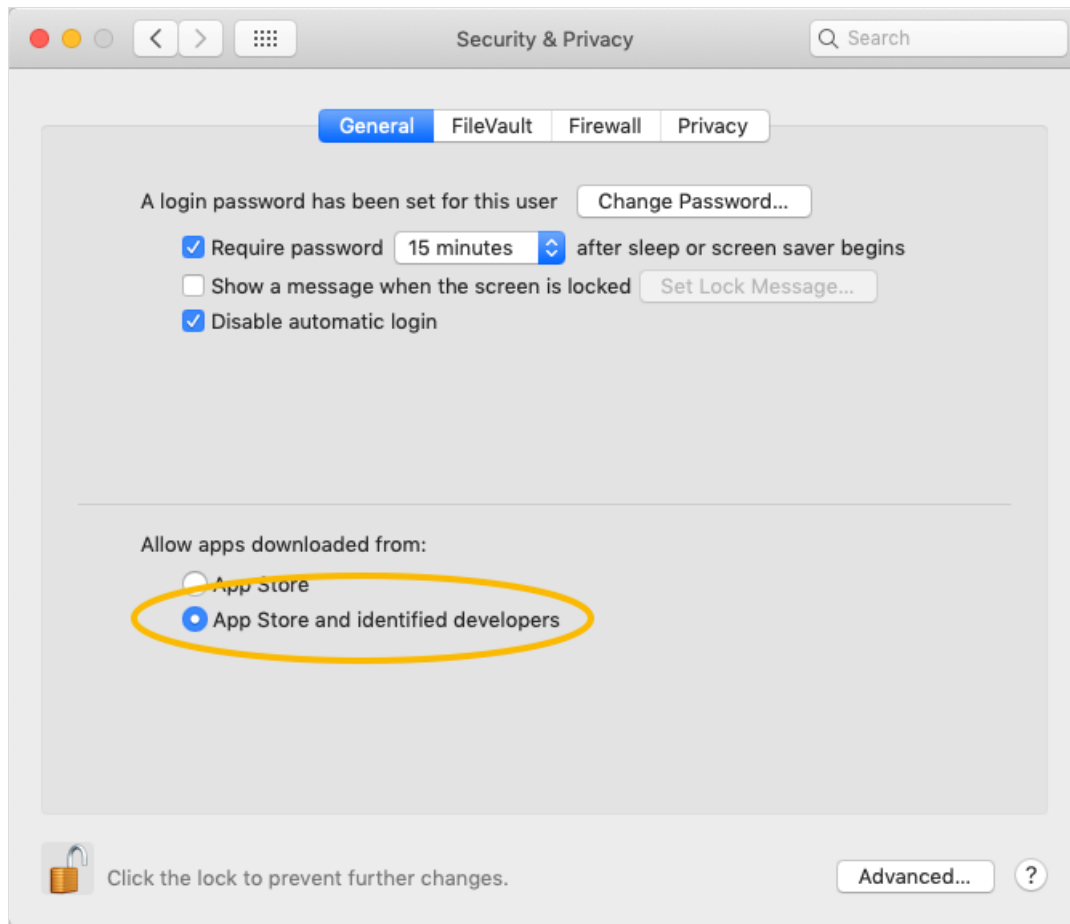 Security & Privacy
Search
General FileVault Firewall Privacy
A login password has been set for this user Change Password...
Require password 15 minutes after sleep or screen saver begins
Show a message when the screen is locked Set Lock Message...
Disable automatic login
Allow apps downloaded from:
App Store
App Store and identified developers
Click the lock to prevent further changes.
Advanced... ?